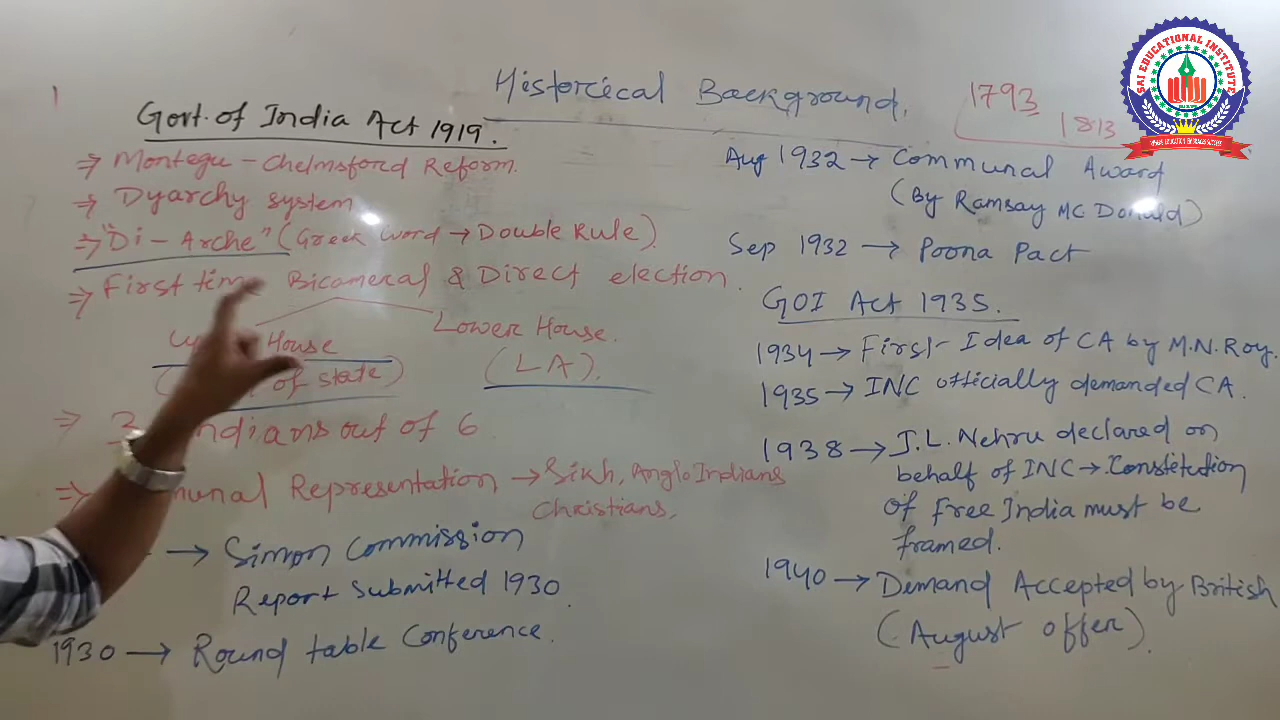 Historical Background.
1793
1813
Govt. of India Act 1919.
⇒ Montegu - Chelmsford Reform.
⇒ Dyarchy system
⇒ "Di - Arche" (Greek word → Double Rule)
⇒ First time Bicameral & Direct election.
House
Lower House.
of state)
(LA).
⇒ 3 Indians out of 6.
⇒ Representation → Sikh, Anglo Indians
Christians,
→ Simon Commission
Report Submitted 1930.
1930 → Round table Conference.
Aug 1932 → Communal Award
(By Ramsay MC Donald)
Sep 1932 → Poona Pact
GOI Act 1935.
1934 → First Idea of CA by M.N. Roy.
1935 → INC officially demanded CA.
1938 → J.L. Nehru declared on
behalf of INC → Constitution
of Free India must be
framed.
1940 → Demand Accepted by British
(August offer).
SAI EDUCATIONAL INSTITUTE